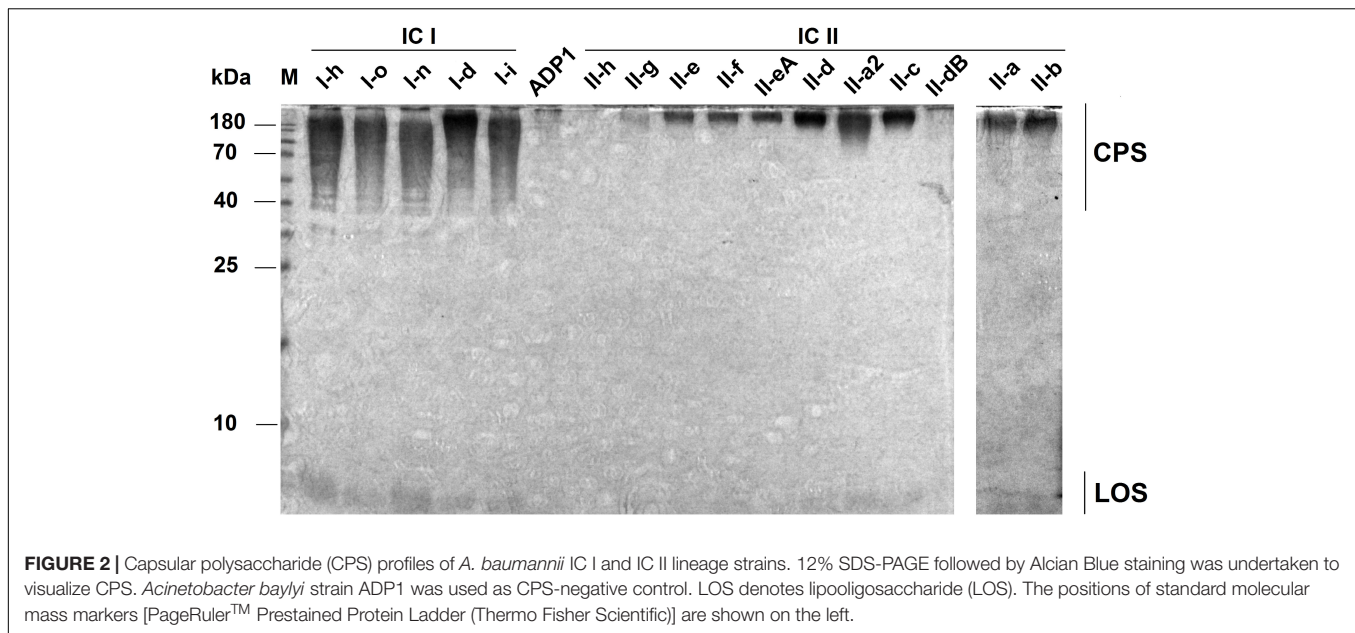 IC I
IC II
kDa M I-h I-o I-n I-d I-i ADP1 II-h II-g II-e II-f II-eA II-d II-a2 II-c II-dB II-a II-b
180
70
CPS
40
25
10
LOS
FIGURE 2 | Capsular polysaccharide (CPS) profiles of A. baumannii IC I and IC II lineage strains. 12% SDS-PAGE followed by Alcian Blue staining was undertaken to
visualize CPS. Acinetobacter baylyi strain ADP1 was used as CPS-negative control. LOS denotes lipooligosaccharide (LOS). The positions of standard molecular
mass markers [PageRuler™ Prestained Protein Ladder (Thermo Fisher Scientific)] are shown on the left.